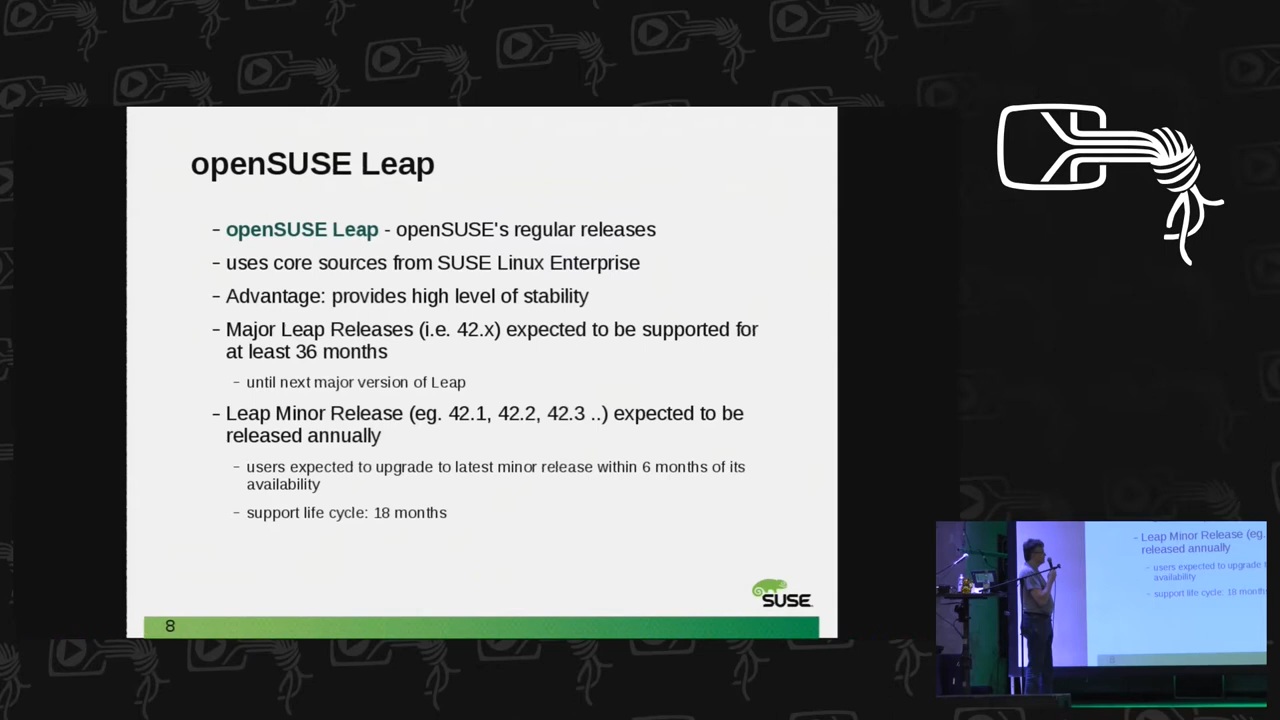 openSUSE Leap
– openSUSE Leap - openSUSE's regular releases
– uses core sources from SUSE Linux Enterprise
– Advantage: provides high level of stability
– Major Leap Releases (i.e. 42.x) expected to be supported for
at least 36 months
– until next major version of Leap
– Leap Minor Release (eg. 42.1, 42.2, 42.3 ..) expected to be
released annually
– users expected to upgrade to latest minor release within 6 months of its
availability
– support life cycle: 18 months
SUSE
8
– Leap Minor Release (eg.
released annually
– users expected to upgrade
availability
– support life cycle: 18 month